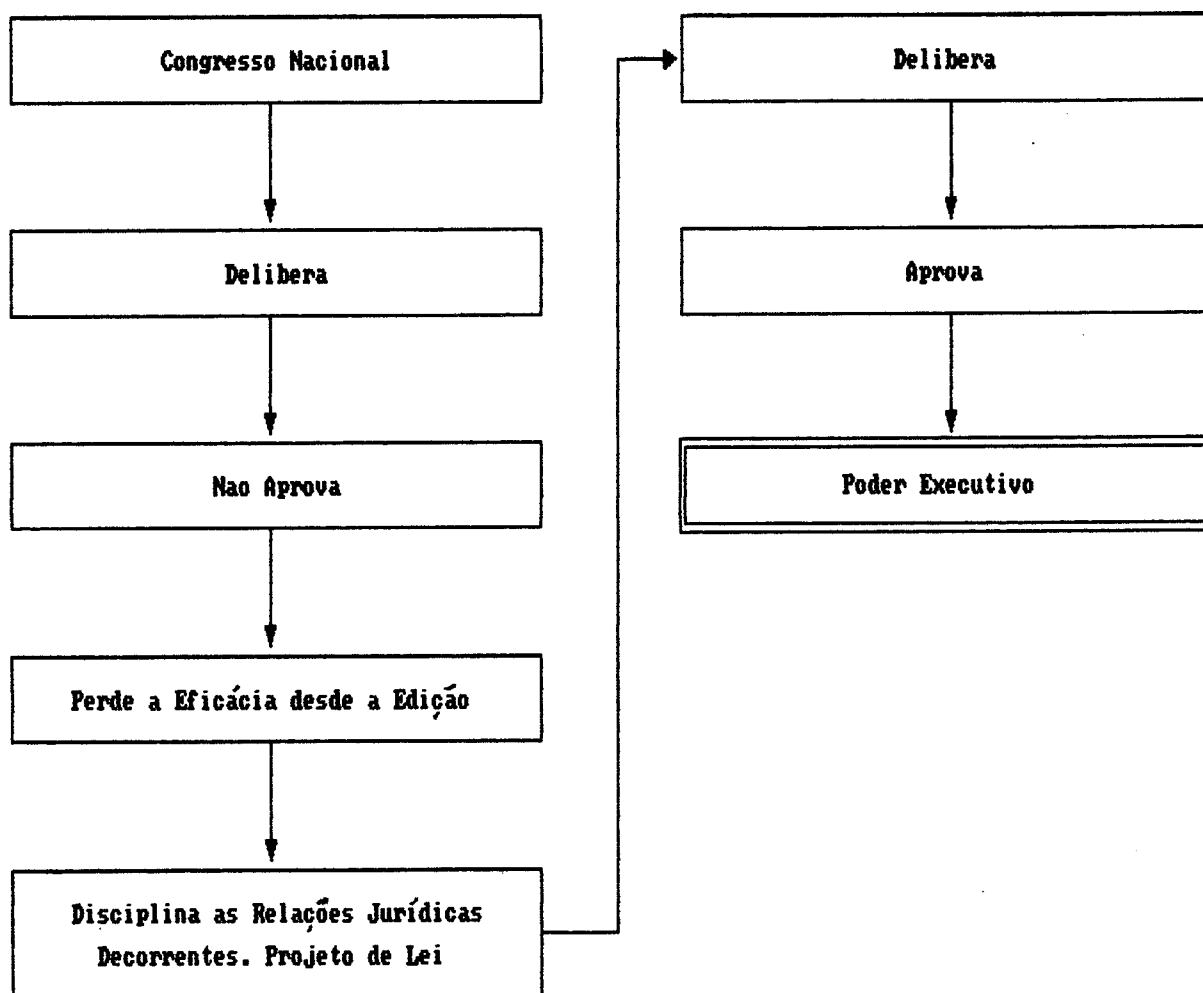 Congresso Nacional
Delibera
Nao Aprova
Perde a Eficácia desde a Edição
Disciplina as Relações Jurídicas
Decorrentes. Projeto de Lei
Delibera
Aprova
Poder Executivo